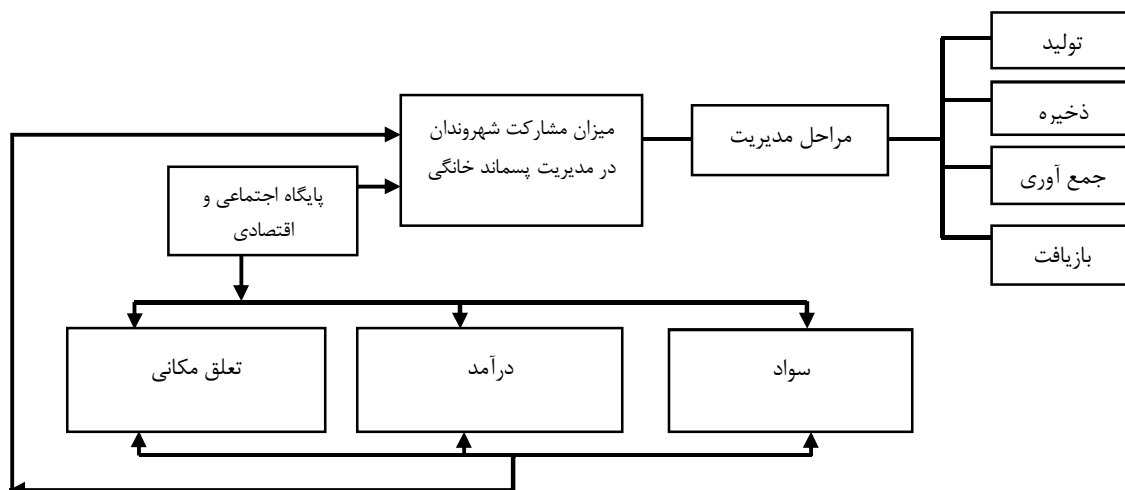 تولید
ذخیره
جمع آوری
بازیافت
مراحل مدیریت
میزان مشارکت شهروندان
در مدیریت پسماند خانگی
پایگاه اجتماعی و
اقتصادی
سواد
درآمد
تعلق مکانی